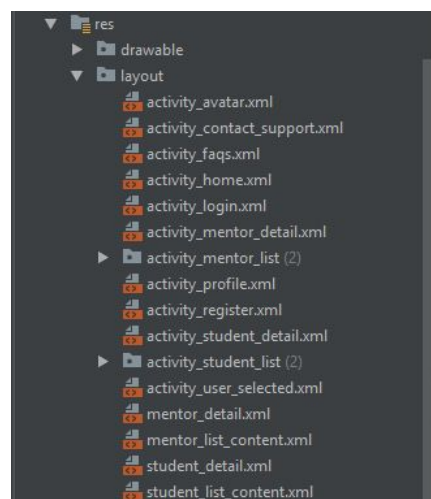 res
drawable
layout
activity_avatar.xml
activity_contact_support.xml
activity_faqs.xml
activity_home.xml
activity_login.xml
activity_mentor_detail.xml
activity_mentor_list (2)
activity_profile.xml
activity_register.xml
activity_student_detail.xml
activity_student_list (2)
activity_user_selected.xml
mentor_detail.xml
mentor_list_content.xml
student_detail.xml
student_list_content.xml